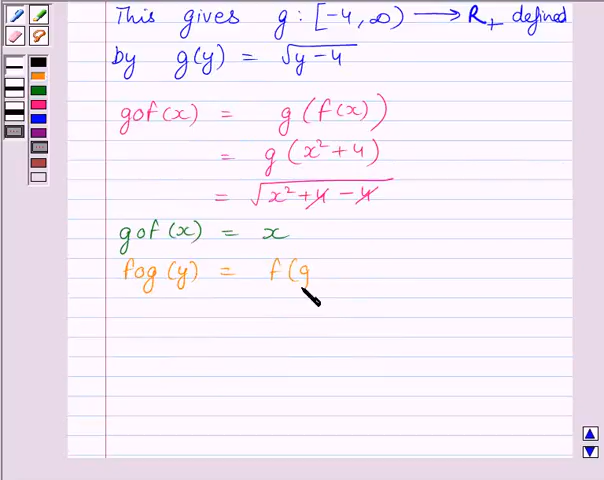 This gives g : [-4, ∞) ⟶ R₊ defined
by g(y) = √(y-4)
gof(x) = g(f(x))
= g(x²+4)
= √(x²+4-4)
gof(x) = x
fog(y) = f(g